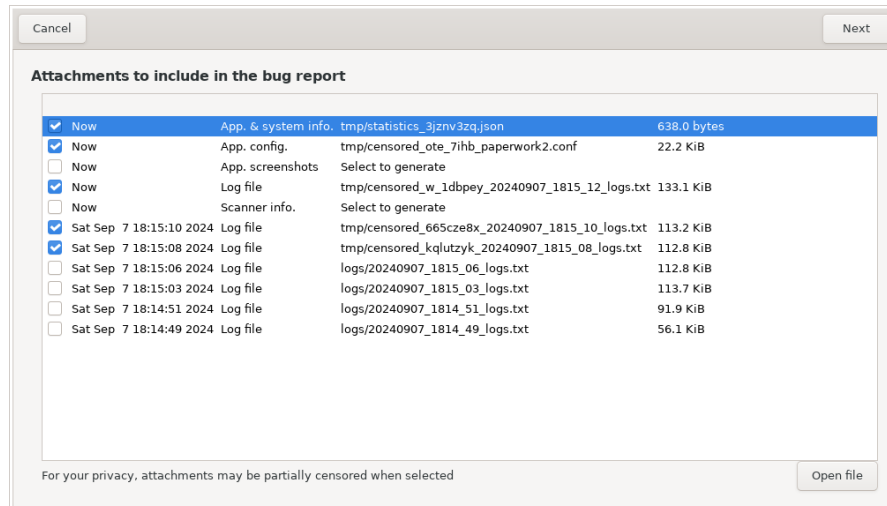 Cancel
Next
Attachments to include in the bug report
Now App. & system info. tmp/statistics_3jznv3zq.json 638.0 bytes
Now App. config. tmp/censored_ote_7ihb_paperwork2.conf 22.2 KiB
Now App. screenshots Select to generate
Now Log file tmp/censored_w_1dbpey_20240907_1815_12_logs.txt 133.1 KiB
Now Scanner info. Select to generate
Sat Sep 7 18:15:10 2024 Log file tmp/censored_665cze8x_20240907_1815_10_logs.txt 113.2 KiB
Sat Sep 7 18:15:08 2024 Log file tmp/censored_kqlutzyk_20240907_1815_08_logs.txt 112.8 KiB
Sat Sep 7 18:15:06 2024 Log file logs/20240907_1815_06_logs.txt 112.8 KiB
Sat Sep 7 18:15:03 2024 Log file logs/20240907_1815_03_logs.txt 113.7 KiB
Sat Sep 7 18:14:51 2024 Log file logs/20240907_1814_51_logs.txt 91.9 KiB
Sat Sep 7 18:14:49 2024 Log file logs/20240907_1814_49_logs.txt 56.1 KiB
For your privacy, attachments may be partially censored when selected
Open file